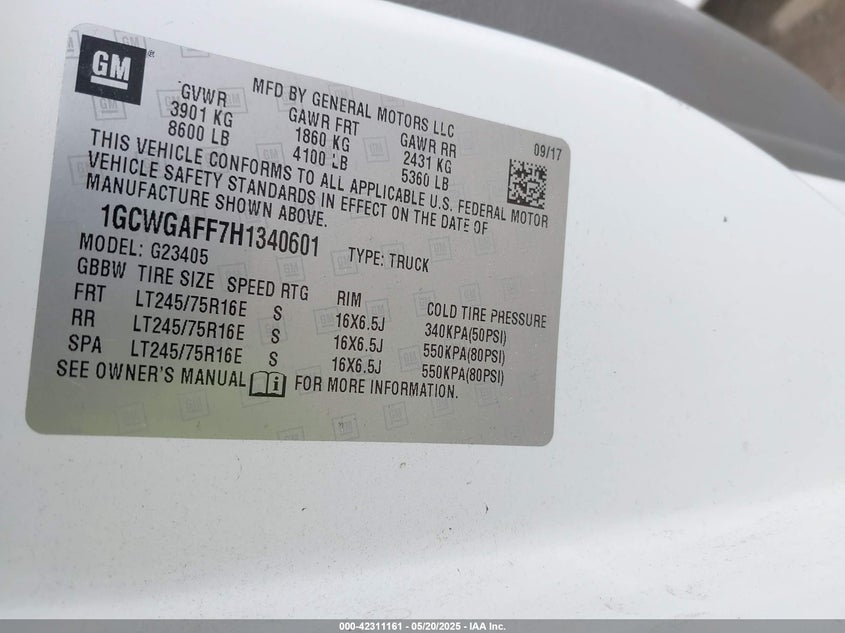 GM
MFD BY GENERAL MOTORS LLC
09/17
GVWR GAWR FRT GAWR RR
3901 KG 1860 KG 2431 KG
8600 LB 4100 LB 5360 LB
THIS VEHICLE CONFORMS TO ALL APPLICABLE U.S. FEDERAL MOTOR
VEHICLE SAFETY STANDARDS IN EFFECT ON THE DATE OF
MANUFACTURE SHOWN ABOVE.
1GCWGAFF7H1340601
TYPE: TRUCK
MODEL: G23405
GBBW TIRE SIZE SPEED RTG RIM COLD TIRE PRESSURE
FRT LT245/75R16E S 16X6.5J 340KPA(50PSI)
RR LT245/75R16E S 16X6.5J 550KPA(80PSI)
SPA LT245/75R16E S 16X6.5J 550KPA(80PSI)
SEE OWNER'S MANUAL i FOR MORE INFORMATION.
000-42311161 - 05/20/2025 - IAA Inc.